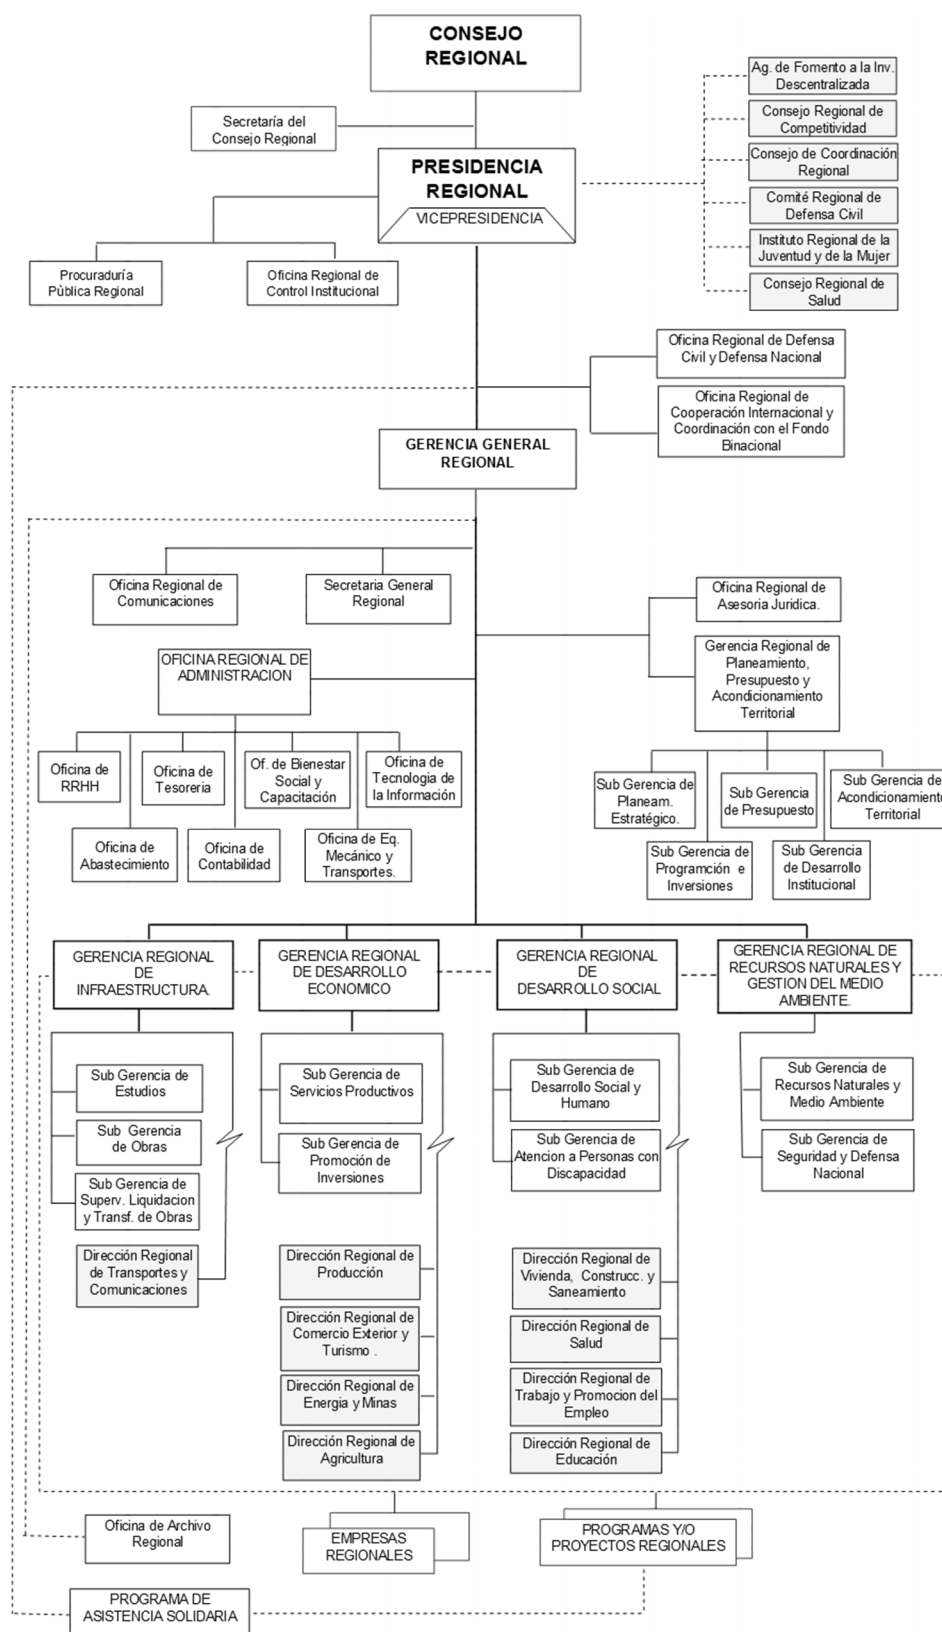 CONSEJO
REGIONAL
Ag. de Fomento a la Inv.
Descentralizada
Consejo Regional de
Competitividad
Secretaría del
Consejo Regional
Consejo de Coordinación
Regional
PRESIDENCIA
REGIONAL
VICEPRESIDENCIA
Comité Regional de
Defensa Civil
Instituto Regional de la
Juventud y de la Mujer
Consejo Regional de
Salud
Procuraduría
Pùblica Regional
Oficina Regional de
Control Institucional
Oficina Regional de Defensa
Civil y Defensa Nacional
Oficina Regional de
Cooperación Internacional y
Coordinación con el Fondo
Binacional
GERENCIA GENERAL
REGIONAL
Oficina Regional de
Comunicaciones
Secretaria General
Regional
Oficina Regional de
Asesoria Juridica.
Gerencia Regional de
Planeamiento,
Presupuesto y
Acondicionamiento
Territorial
OFICINA REGIONAL DE
ADMINISTRACION
Oficina de
RRHH
Oficina de
Tesoreria
Of. de Bienestar
Social y
Capacitación
Oficina de
Tecnologia de
la Información
Oficina de
Abastecimiento
Oficina de
Contabilidad
Oficina de Eq.
Mecánico y
Transportes.
Sub Gerencia de
Planeam.
Estratégico.
Sub Gerencia
de Presupuesto
Sub Gerencia de
Acondicionamiento
Territorial
Sub Gerencia de
Programción e
Inversiones
Sub Gerencia
de Desarrollo
Institucional
GERENCIA REGIONAL
DE
INFRAESTRUCTURA.
GERENCIA REGIONAL
DE DESARROLLO
ECONOMICO
GERENCIA REGIONAL
DE
DESARROLLO SOCIAL
GERENCIA REGIONAL DE
RECURSOS NATURALES Y
GESTION DEL MEDIO
AMBIENTE.
Sub Gerencia de
Estudios
Sub Gerencia
de Obras
Sub Gerencia de
Superv. Liquidacion
y Transf. de Obras
Dirección Regional
de Transportes y
Comunicaciones
Sub Gerencia de
Servicios Productivos
Sub Gerencia de
Promoción de
Inversiones
Dirección Regional de
Producción
Dirección Regional de
Comercio Exterior y
Turismo .
Dirección Regional de
Energia y Minas
Dirección Regional de
Agricultura
Sub Gerencia de
Desarrollo Social y
Humano
Sub Gerencia de
Atencion a Personas con
Discapacidad
Dirección Regional de
Vivienda, Construcc. y
Saneamiento
Dirección Regional de
Salud
Dirección Regional de
Trabajo y Promocion del
Empleo
Dirección Regional de
Educación
Sub Gerencia de
Recursos Naturales y
Medio Ambiente
Sub Gerencia de
Seguridad y Defensa
Nacional
Oficina de Archivo
Regional
EMPRESAS
REGIONALES
PROGRAMAS Y/O
PROYECTOS REGIONALES
PROGRAMA DE
ASISTENCIA SOLIDARIA